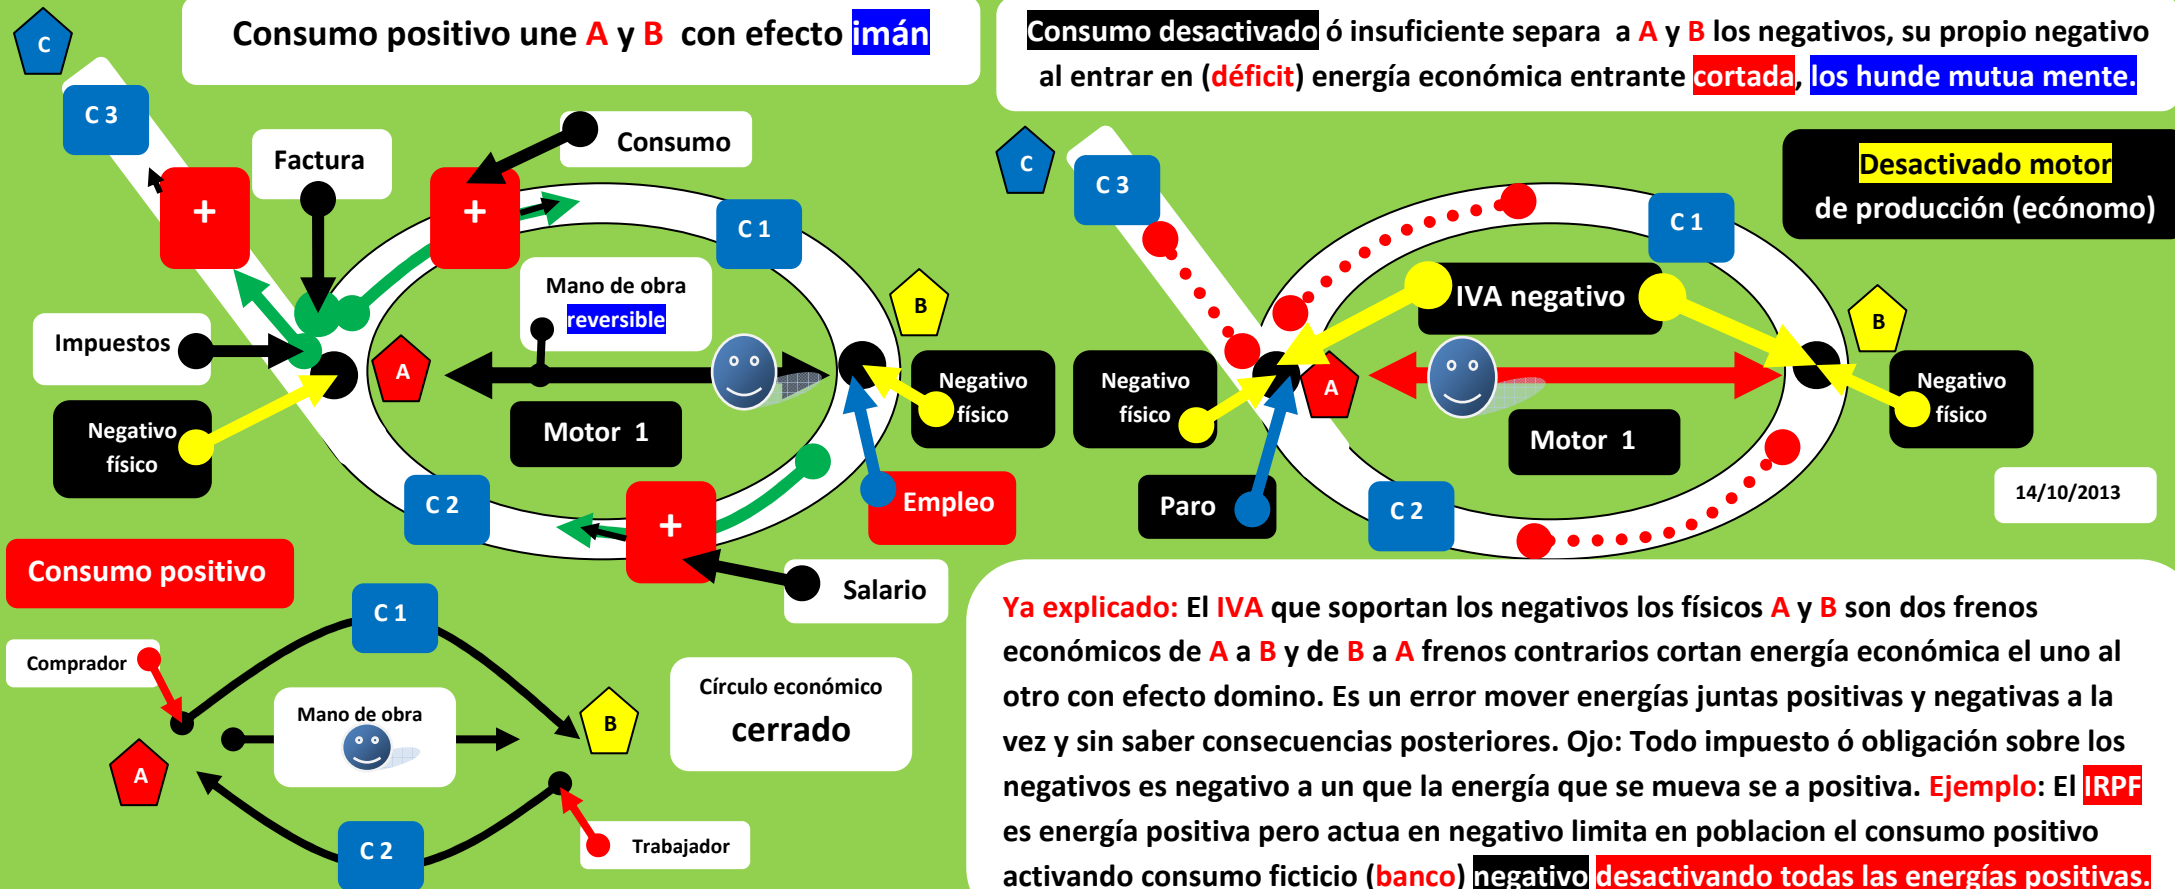 C
Consumo positivo une A y B con efecto imán
C 3
Factura
Consumo
+
+
C 1
Mano de obra
reversible
B
Impuestos
A
Negativo
físico
Negativo
físico
Motor 1
C 2
+
Empleo
Salario
Consumo positivo
C 1
Comprador
Mano de obra
B
A
C 2
Trabajador
Círculo económico
cerrado
Consumo desactivado ó insuficiente separa a A y B los negativos, su propio negativo
al entrar en (déficit) energía económica entrante cortada, los hunde mutua mente.
C
C 3
C 1
Desactivado motor
de producción (ecónomo)
IVA negativo
B
Negativo
físico
A
Negativo
físico
Motor 1
Paro
C 2
14/10/2013
Ya explicado: El IVA que soportan los negativos los físicos A y B son dos frenos
económicos de A a B y de B a A frenos contrarios cortan energía económica el uno al
otro con efecto domino. Es un error mover energías juntas positivas y negativas a la
vez y sin saber consecuencias posteriores. Ojo: Todo impuesto ó obligación sobre los
negativos es negativo a un que la energía que se mueva se a positiva. Ejemplo: El IRPF
es energía positiva pero actua en negativo limita en poblacion el consumo positivo
activando consumo ficticio (banco) negativo desactivando todas las energías positivas.